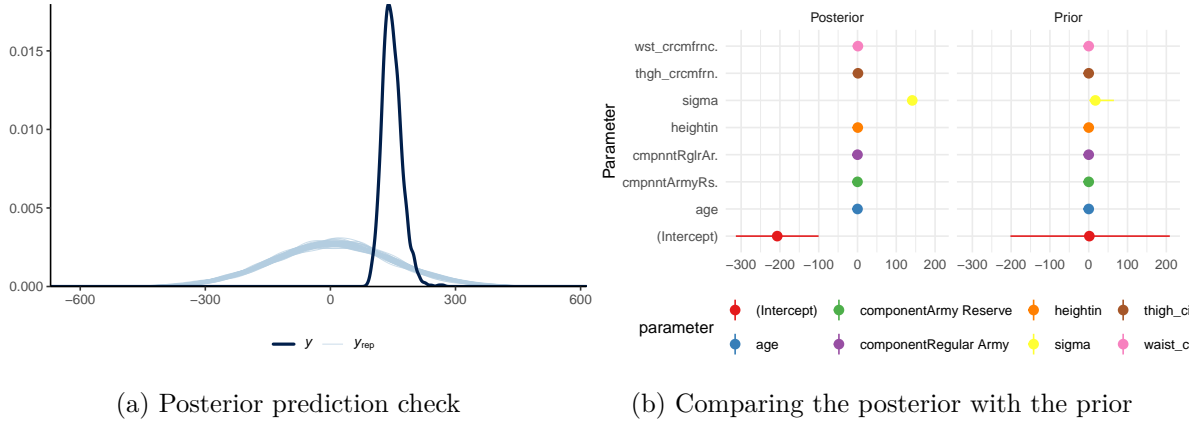 0.015
0.010
0.005
0.000
−600 −300 0 300 600
y yrep
(a) Posterior prediction check
Posterior Prior
Parameter
wst_crcmfrnc.
thgh_crcmfrn.
sigma
heightin
cmpnntRglrAr.
cmpnntArmyRs.
age
(Intercept)
−300 −200 −100 0 100 200 −300 −200 −100 0 100 200
parameter
(Intercept) componentArmy Reserve heightin thigh_ci
age componentRegular Army sigma waist_c
(b) Comparing the posterior with the prior